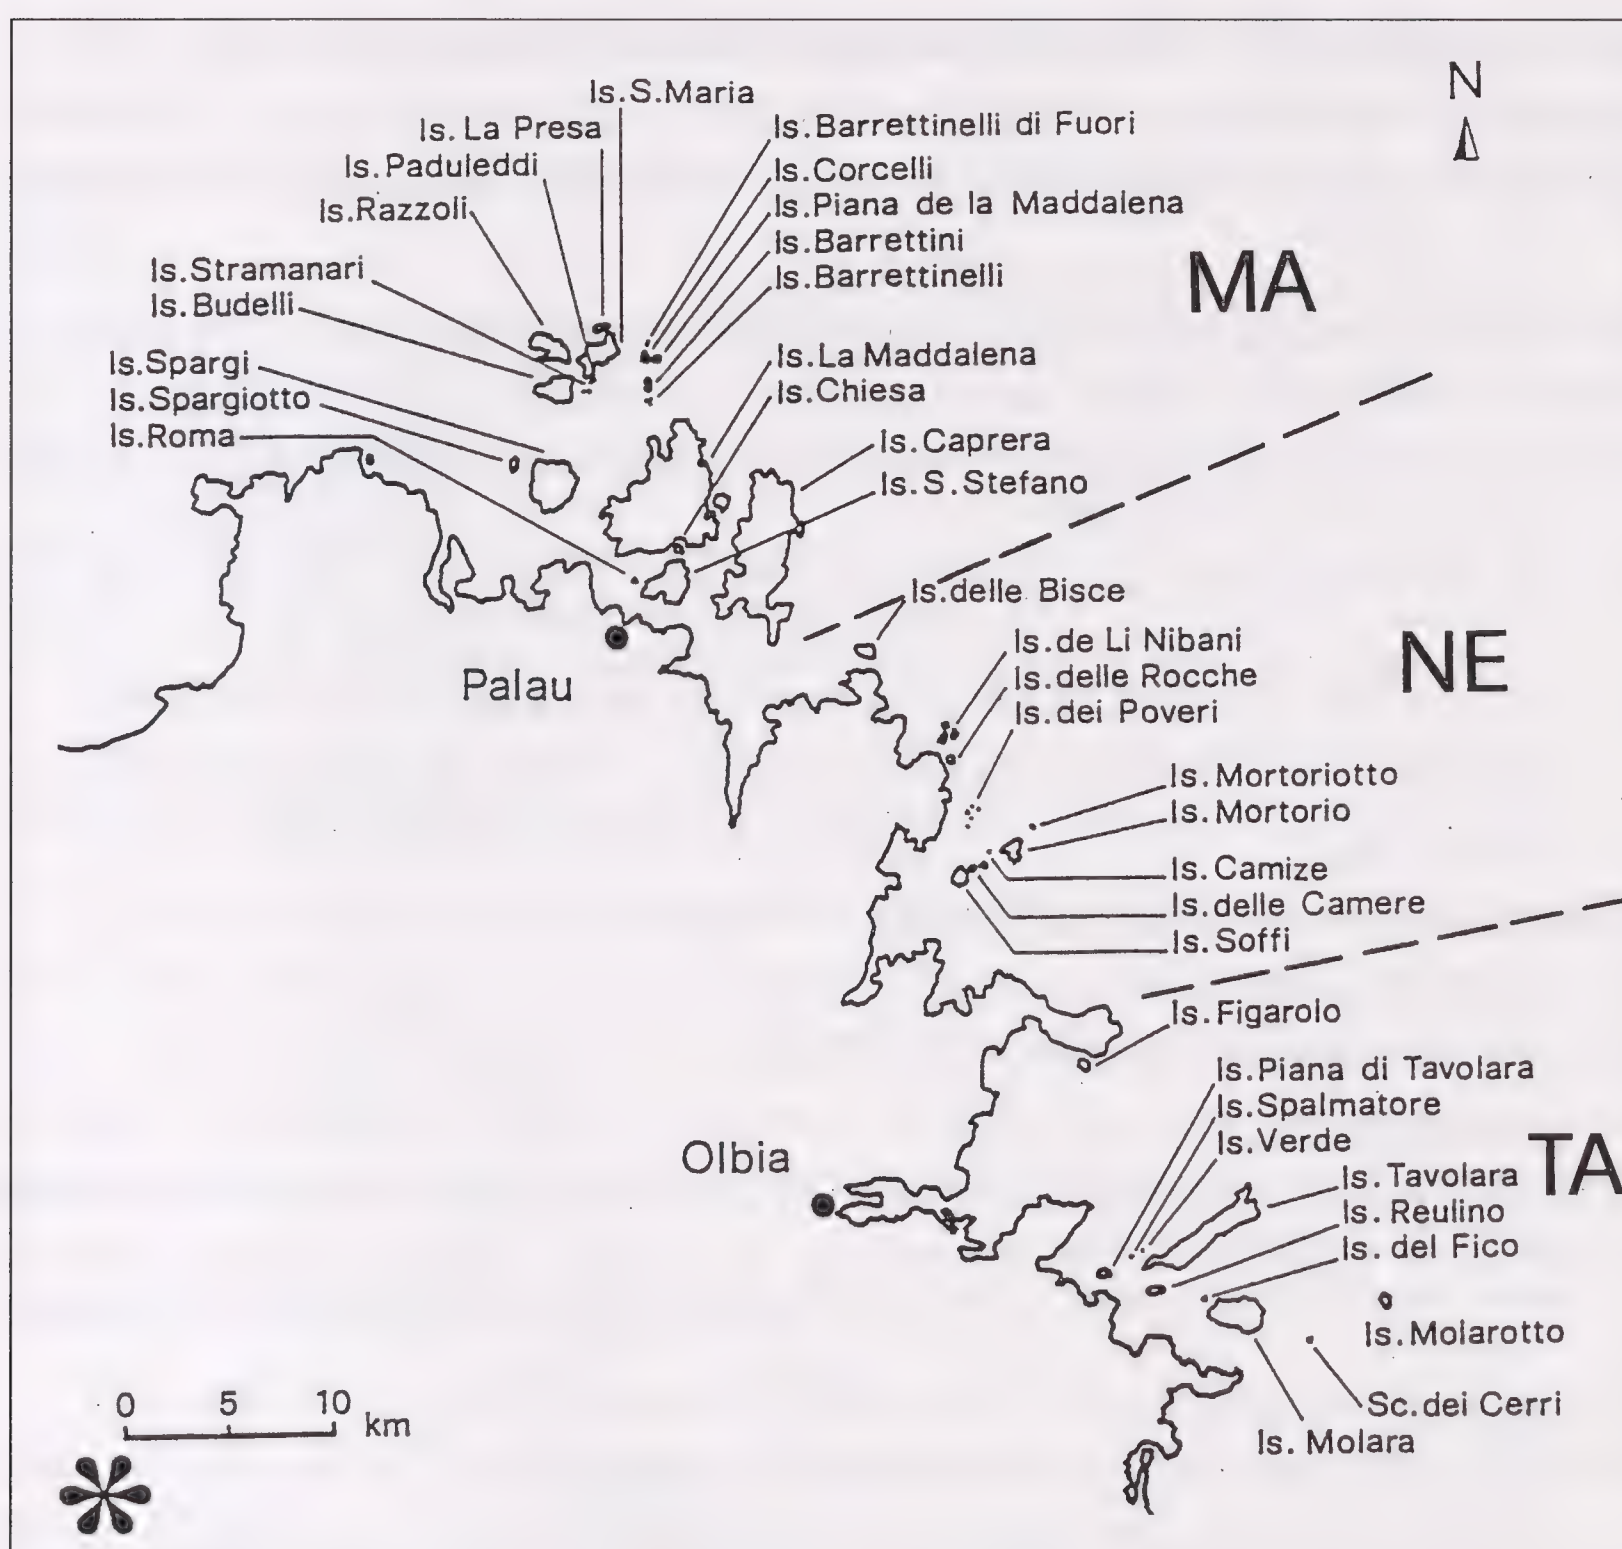 N
Is.S.Maria
Is. La Presa
Is.Paduleddi
Is.Razzoli
Is.Barrettinelli di Fuori
Is.Corcelli
Is.Piana de la Maddalena
Is.Barrettini
Is.Barrettinelli
MA
Is.Stramanari
Is.Budelli
Is.Spargi
Is.Spargiotto
Is.Roma
Is.La Maddalena
Is.Chiesa
Is.Caprera
Is.S.Stefano
Is.delle Bisce
Is.de Li Nibani
Is.delle Rocche
Is.dei Poveri
NE
Palau
Is.Mortoriotto
Is.Mortorio
Is.Camize
Is.delle Camere
Is.Soffi
Is.Figarolo
Is.Piana di Tavolara
Is.Spalmatore
Is.Verde
TA
Olbia
Is.Tavolara
Is. Reulino
Is. del Fico
Is.Molarotto
Sc.dei Cerri
Is. Molara
0 5 10
km